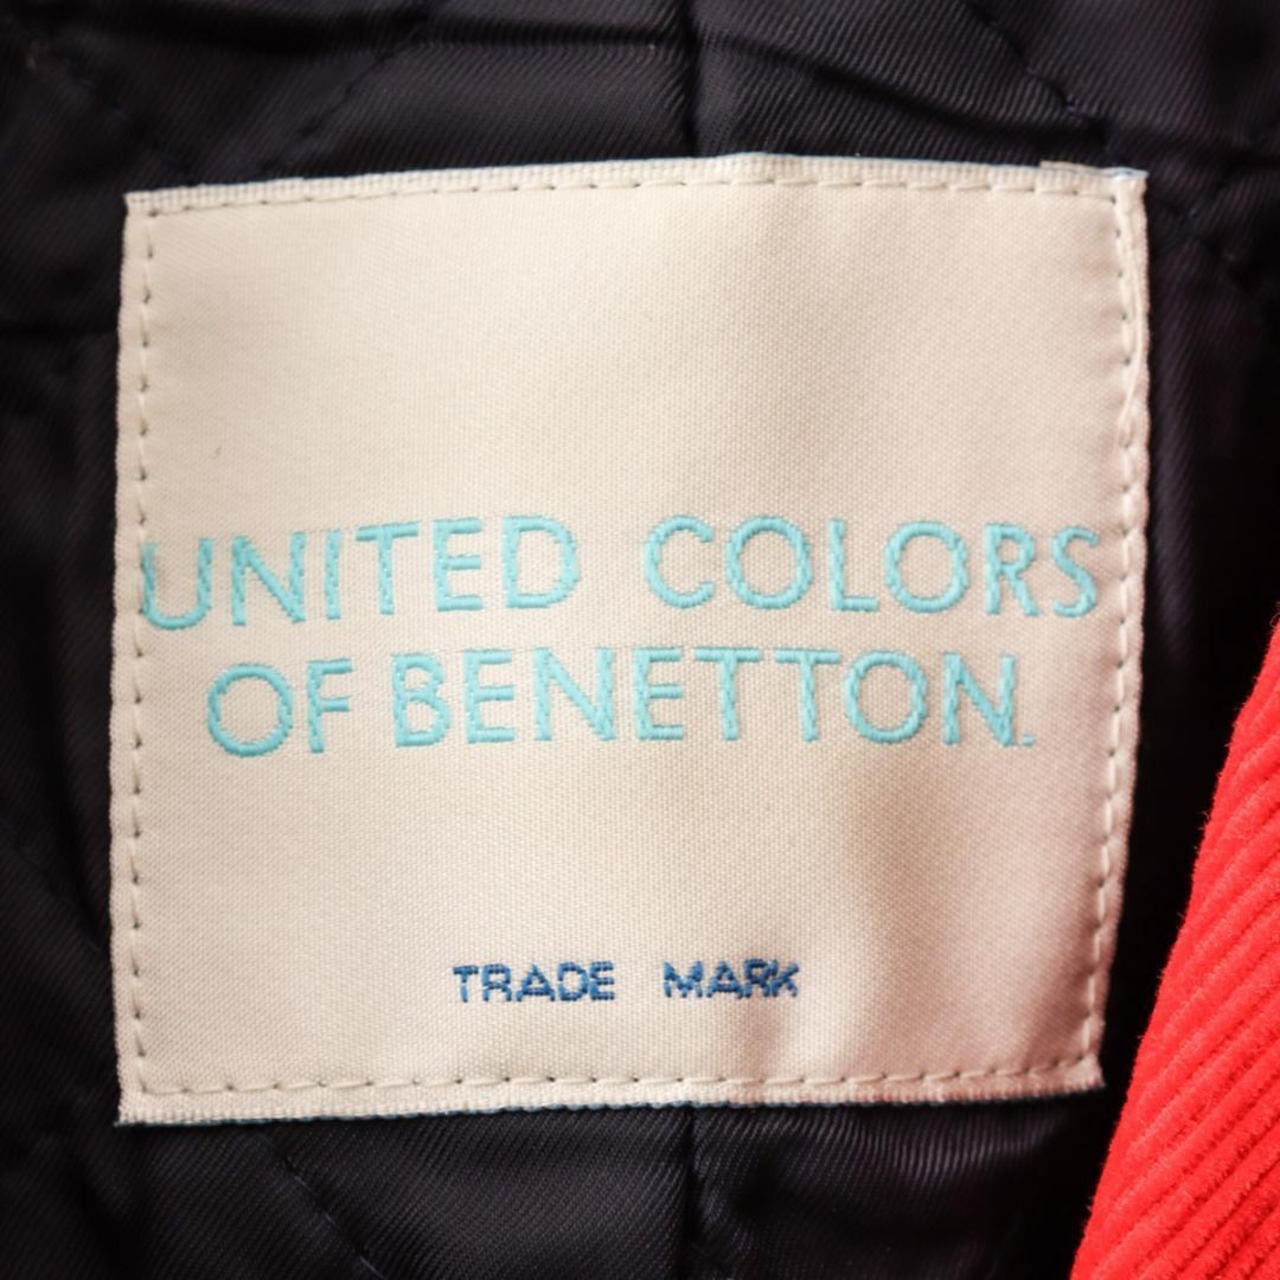 UNITED COLORS
OF BENETTON.
TRADE MARK